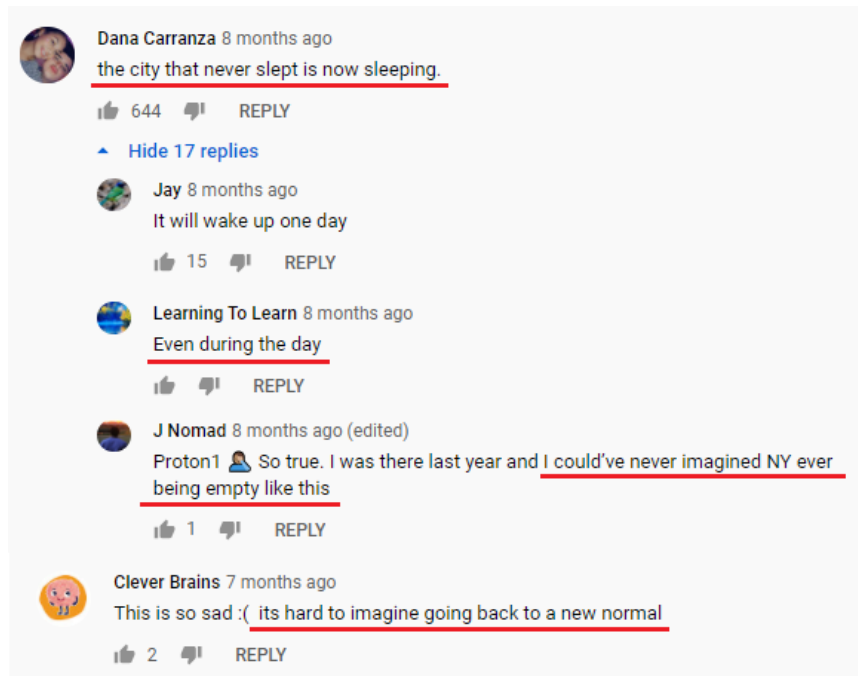 Dana Carranza 8 months ago
the city that never slept is now sleeping.
644 REPLY
Hide 17 replies
Jay 8 months ago
It will wake up one day
15 REPLY
Learning To Learn 8 months ago
Even during the day
REPLY
J Nomad 8 months ago (edited)
Proton1 🤦🏽 So true. I was there last year and I could've never imagined NY ever
being empty like this
1 REPLY
Clever Brains 7 months ago
This is so sad :( its hard to imagine going back to a new normal
2 REPLY